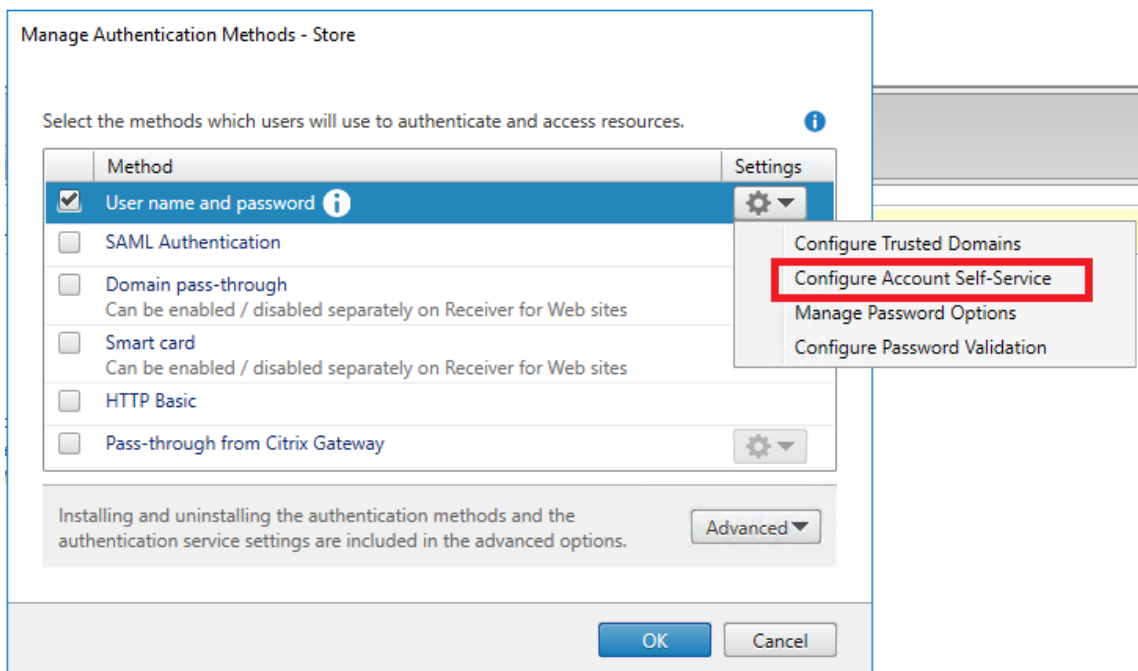 Manage Authentication Methods - Store
Select the methods which users will use to authenticate and access resources.
Method Settings
User name and password
SAML Authentication
Configure Trusted Domains
Configure Account Self-Service
Manage Password Options
Configure Password Validation
Domain pass-through
Can be enabled / disabled separately on Receiver for Web sites
Smart card
Can be enabled / disabled separately on Receiver for Web sites
HTTP Basic
Pass-through from Citrix Gateway
Installing and uninstalling the authentication methods and the
authentication service settings are included in the advanced options.
Advanced
OK Cancel